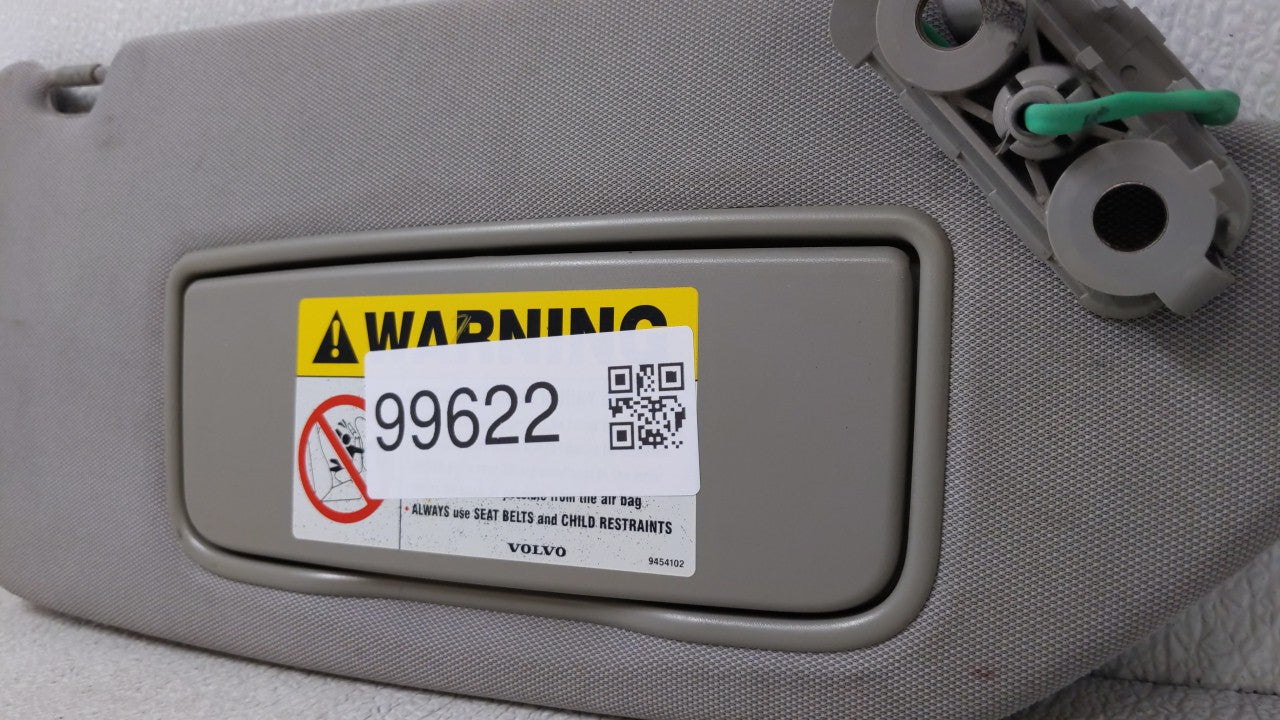 WARNING
99622
from the air bag
• ALWAYS use SEAT BELTS and CHILD RESTRAINTS
VOLVO
9454102